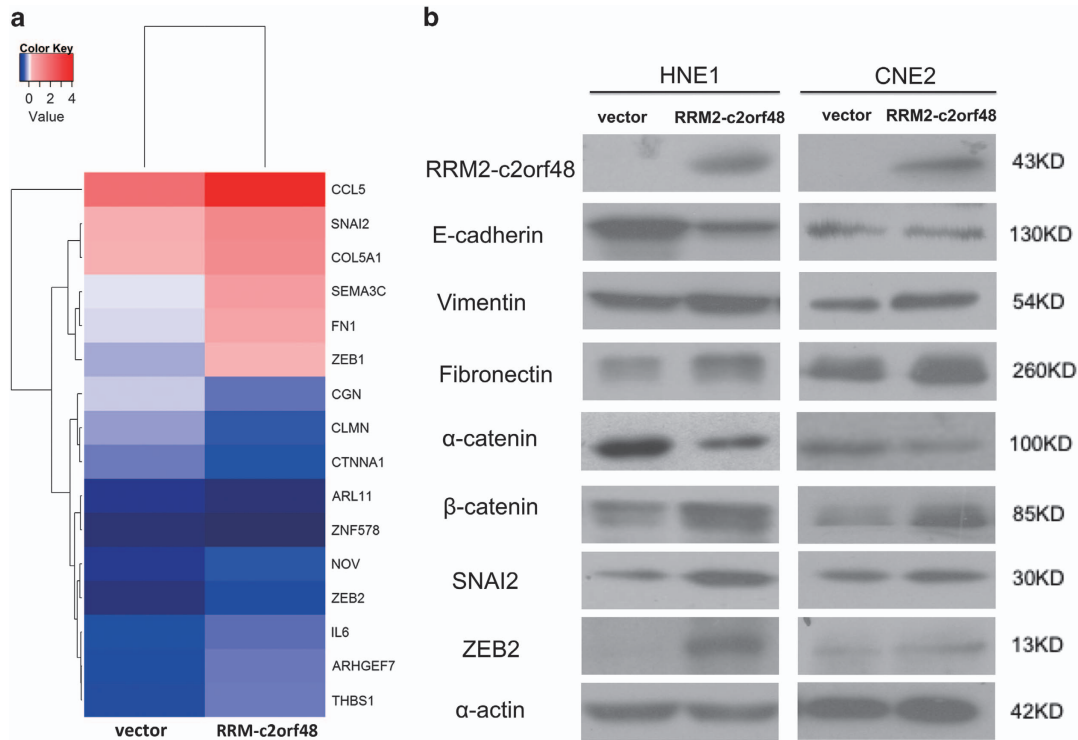 a
Color Key
0 2 4
Value
CCL5
SNAI2
COL5A1
SEMA3C
FN1
ZEB1
CGN
CLMN
CTNNA1
ARL11
ZNF578
NOV
ZEB2
IL6
ARHGEF7
THBS1
vector RRM-c2orf48
b
HNE1 CNE2
vector RRM2-c2orf48 vector RRM2-c2orf48
RRM2-c2orf48 43KD
E-cadherin 130KD
Vimentin 54KD
Fibronectin 260KD
α-catenin 100KD
β-catenin 85KD
SNAI2 30KD
ZEB2 13KD
α-actin 42KD